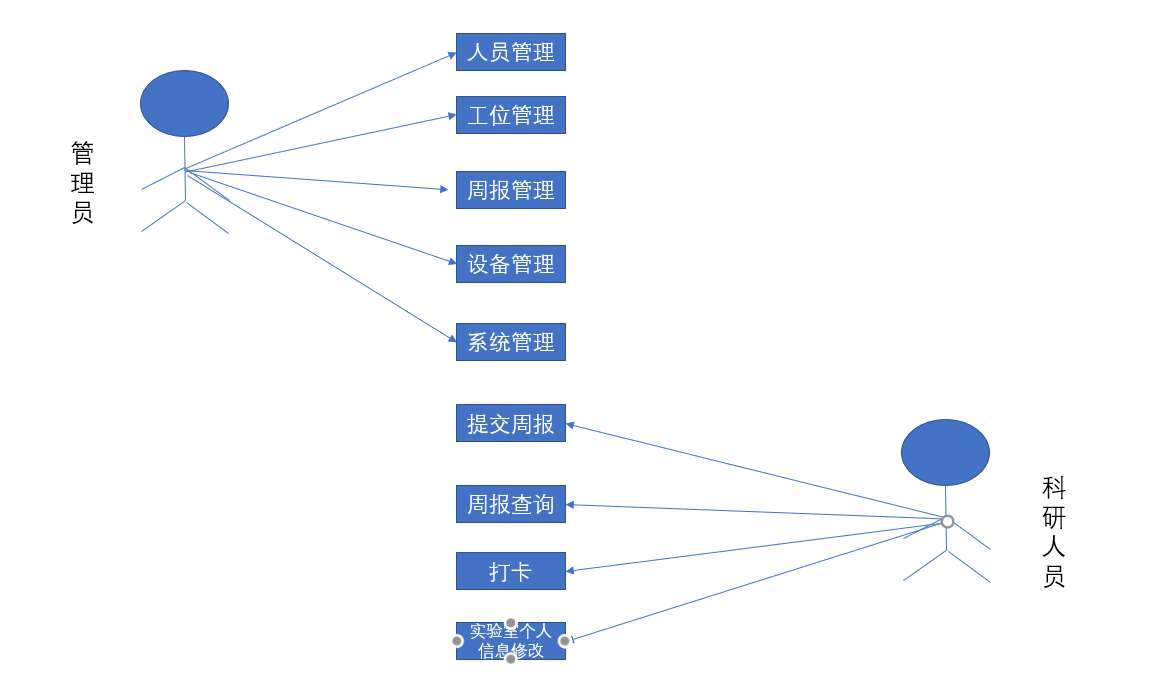 人员管理
工位管理
管理员
周报管理
设备管理
系统管理
提交周报
周报查询
科研人员
打卡
实验室个人
信息修改